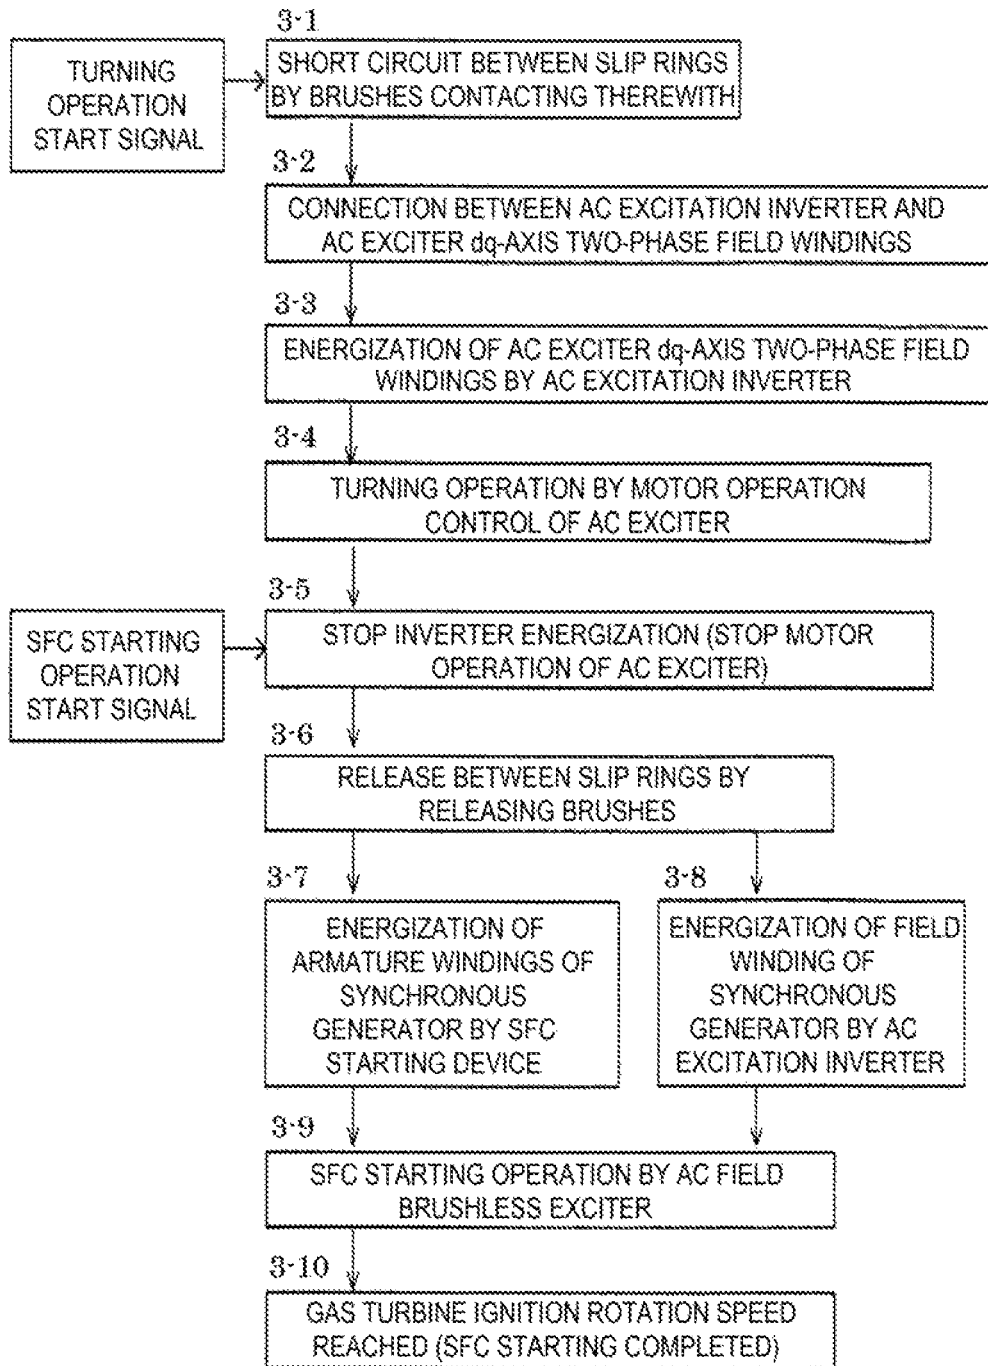 3-1
TURNING
OPERATION
START SIGNAL
SHORT CIRCUIT BETWEEN SLIP RINGS
BY BRUSHES CONTACTING THEREWITH
3-2
CONNECTION BETWEEN AC EXCITATION INVERTER AND
AC EXCITER dq-AXIS TWO-PHASE FIELD WINDINGS
3-3
ENERGIZATION OF AC EXCITER dq-AXIS TWO-PHASE FIELD
WINDINGS BY AC EXCITATION INVERTER
3-4
TURNING OPERATION BY MOTOR OPERATION
CONTROL OF AC EXCITER
3-5
SFC STARTING
OPERATION
START SIGNAL
STOP INVERTER ENERGIZATION (STOP MOTOR
OPERATION OF AC EXCITER)
3-6
RELEASE BETWEEN SLIP RINGS BY
RELEASING BRUSHES
3-7
ENERGIZATION OF
ARMATURE WINDINGS OF
SYNCHRONOUS
GENERATOR BY SFC
STARTING DEVICE
3-8
ENERGIZATION OF FIELD
WINDING OF
SYNCHRONOUS
GENERATOR BY AC
EXCITATION INVERTER
3-9
SFC STARTING OPERATION BY AC FIELD
BRUSHLESS EXCITER
3-10
GAS TURBINE IGNITION ROTATION SPEED
REACHED (SFC STARTING COMPLETED)